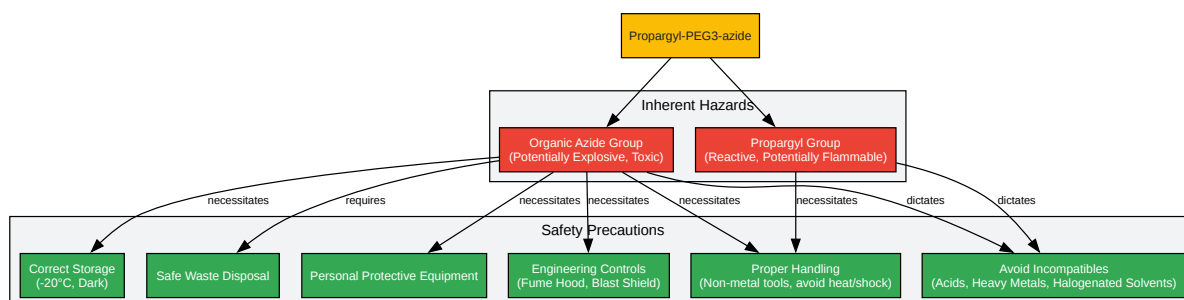 Propargyl-PEG3-azide
Inherent Hazards
Organic Azide Group
(Potentially Explosive, Toxic)
Propargyl Group
(Reactive, Potentially Flammable)
necessitates
requires
necessitates
necessitates
necessitates
necessitates
dictates
dictates
Safety Precautions
Correct Storage
(-20°C, Dark)
Safe Waste Disposal
Personal Protective Equipment
Engineering Controls
(Fume Hood, Blast Shield)
Proper Handling
(Non-metal tools, avoid heat/shock)
Avoid Incompatibles
(Acids, Heavy Metals, Halogenated Solvents)